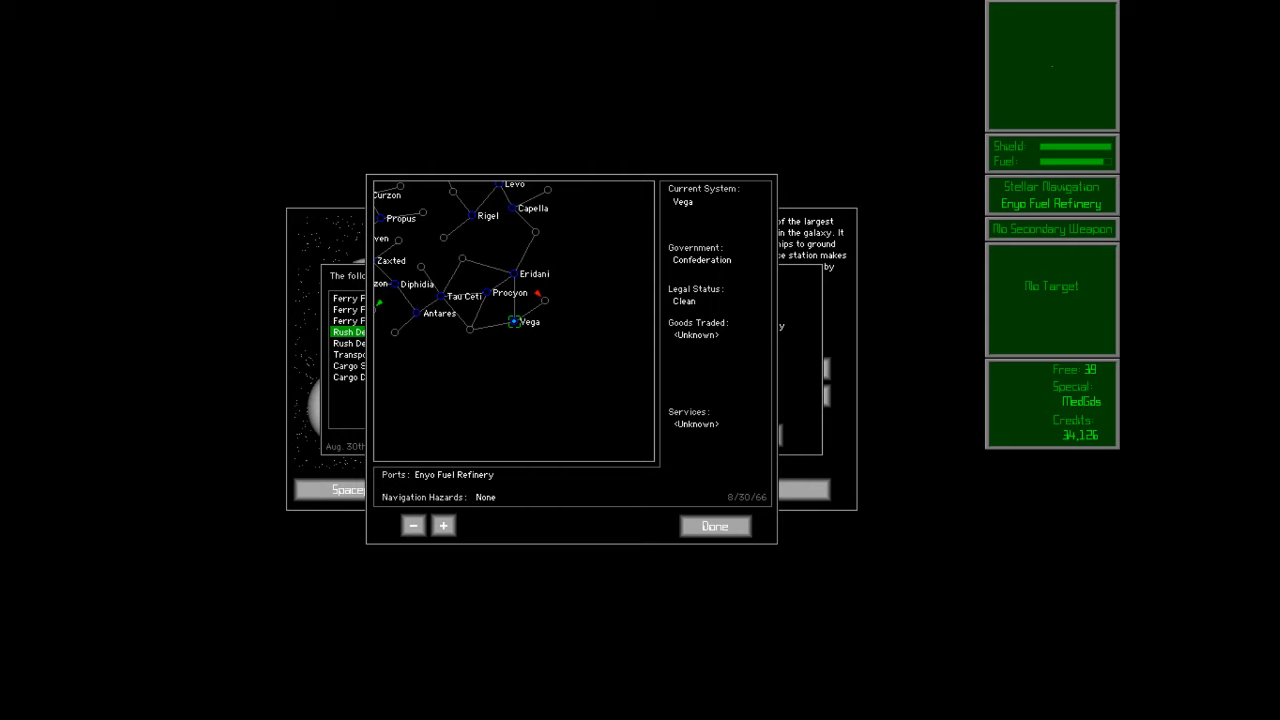 Shield:
Fuel:
Stellar Navigation
Enyo Fuel Refinery
No Secondary Weapon
No Target
Free: 39
Special:
MedGds
Credits:
34,126
Levo
Curzon
Capella
Propus
Rigel
ven
Zaxted
Eridani
zon
Diphidia
Tau Ceti
Procyon
Antares
Vega
Current System:
Vega
Government:
Confederation
Legal Status:
Clean
Goods Traded:
<Unknown>
Services:
<Unknown>
Ports: Enyo Fuel Refinery
Navigation Hazards: None
8/30/66
-
+
Done
of the largest
in the galaxy. It
hips to ground
e station makes
by
y
The follo
Ferry F
Ferry F
Ferry F
Rush De
Rush De
Transpo
Cargo S
Cargo D
Aug. 30th
Space